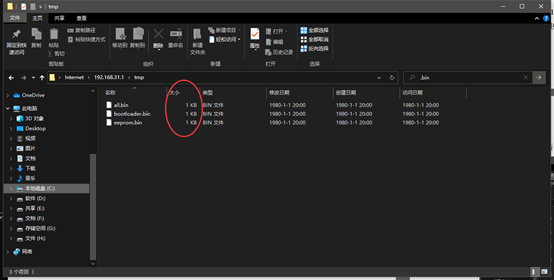 tmp
文件 主页 共享 查看
固定到快速访问 复制 粘贴 复制路径 粘贴快捷方式 剪切 移动到 复制到 删除 重命名 新建文件夹 新建项目 轻松访问 属性 打开 编辑 历史记录 全部选择 全部取消 反向选择
剪贴板 组织 新建 打开 选择
Internet 192.168.31.1 tmp .bin
名称 大小 类型 修改日期 创建日期 访问日期
all.bin 1 KB BIN 文件 1980-1-1 20:00 1980-1-1 20:00 1980-1-1 20:00
bootloader.bin 1 KB BIN 文件 1980-1-1 20:00 1980-1-1 20:00 1980-1-1 20:00
eeprom.bin 1 KB BIN 文件 1980-1-1 20:00 1980-1-1 20:00 1980-1-1 20:00
OneDrive
此电脑
3D 对象
Desktop
视频
图片
文档
下载
音乐
本地磁盘 (C:)
软件 (D:)
共享 (E:)
文档 (F:)
存储空间 (G:)
文件 (H:)
网络
3 个项目